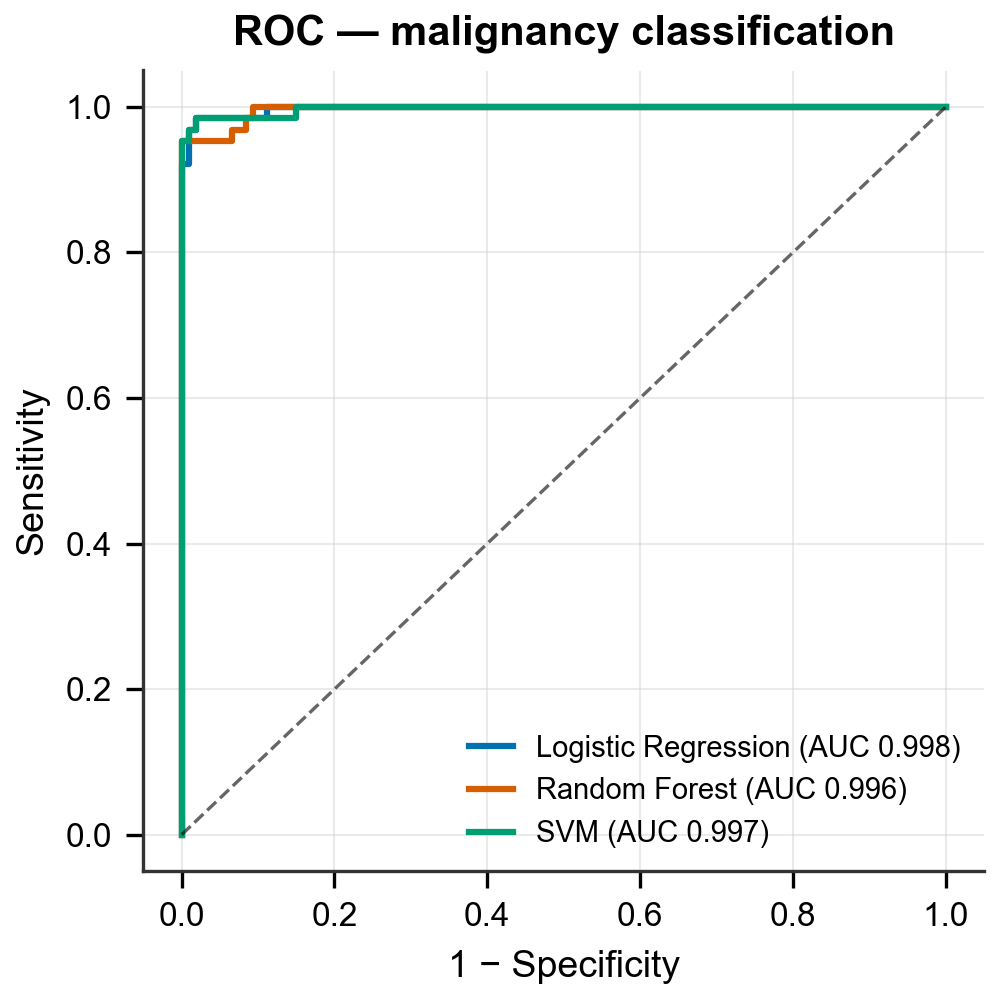 ROC — malignancy classification
1.0
0.8
0.6
0.4
0.2
0.0
Sensitivity
Logistic Regression (AUC 0.998)
Random Forest (AUC 0.996)
SVM (AUC 0.997)
0.0 0.2 0.4 0.6 0.8 1.0
1 − Specificity